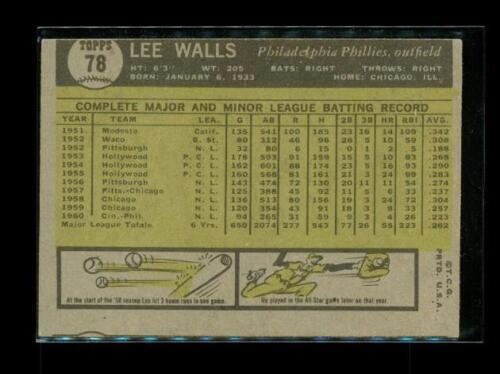 TOPPS
78
LEE WALLS
Philadelphia Phillies, outfield
HT: 6'3" WT: 205 BATS: RIGHT THROWS: RIGHT
BORN: JANUARY 6, 1933 HOME: CHICAGO, ILL.
COMPLETE MAJOR AND MINOR LEAGUE BATTING RECORD
YEAR TEAM LEA. G AB R H 2B 3B HR RBI AVG.
1951 Modesto Calif. 135 541 100 185 23 16 14 109 .342
1952 Waco B. St. 80 312 46 96 26 5 10 59 .308
1952 Pittsburgh N. L. 32 80 6 15 0 1 2 5 .188
1953 Hollywood P. C. L. 178 593 91 159 23 5 10 83 .268
1954 Hollywood P. C. L. 162 601 88 174 23 5 16 93 .290
1955 Hollywood P. C. L. 160 568 81 161 23 5 24 99 .283
1956 Pittsburgh N. L. 143 474 72 130 20 11 11 54 .274
1957 Pitts.-Chicago N. L. 125 388 45 92 11 5 6 33 .237
1958 Chicago N. L. 136 513 80 156 19 3 24 72 .304
1959 Chicago N. L. 120 354 43 91 18 3 8 33 .257
1960 Cin.-Phil. N. L. 94 265 31 59 9 3 4 26 .223
Major League Totals 6 Yrs. 650 2074 277 543 77 26 55 223 .262
At the start of the '58 season Lee hit 3 home runs in one game.
He played in the All-Star game later on that year.
©T.C.G.
PRTD. U.S.A.